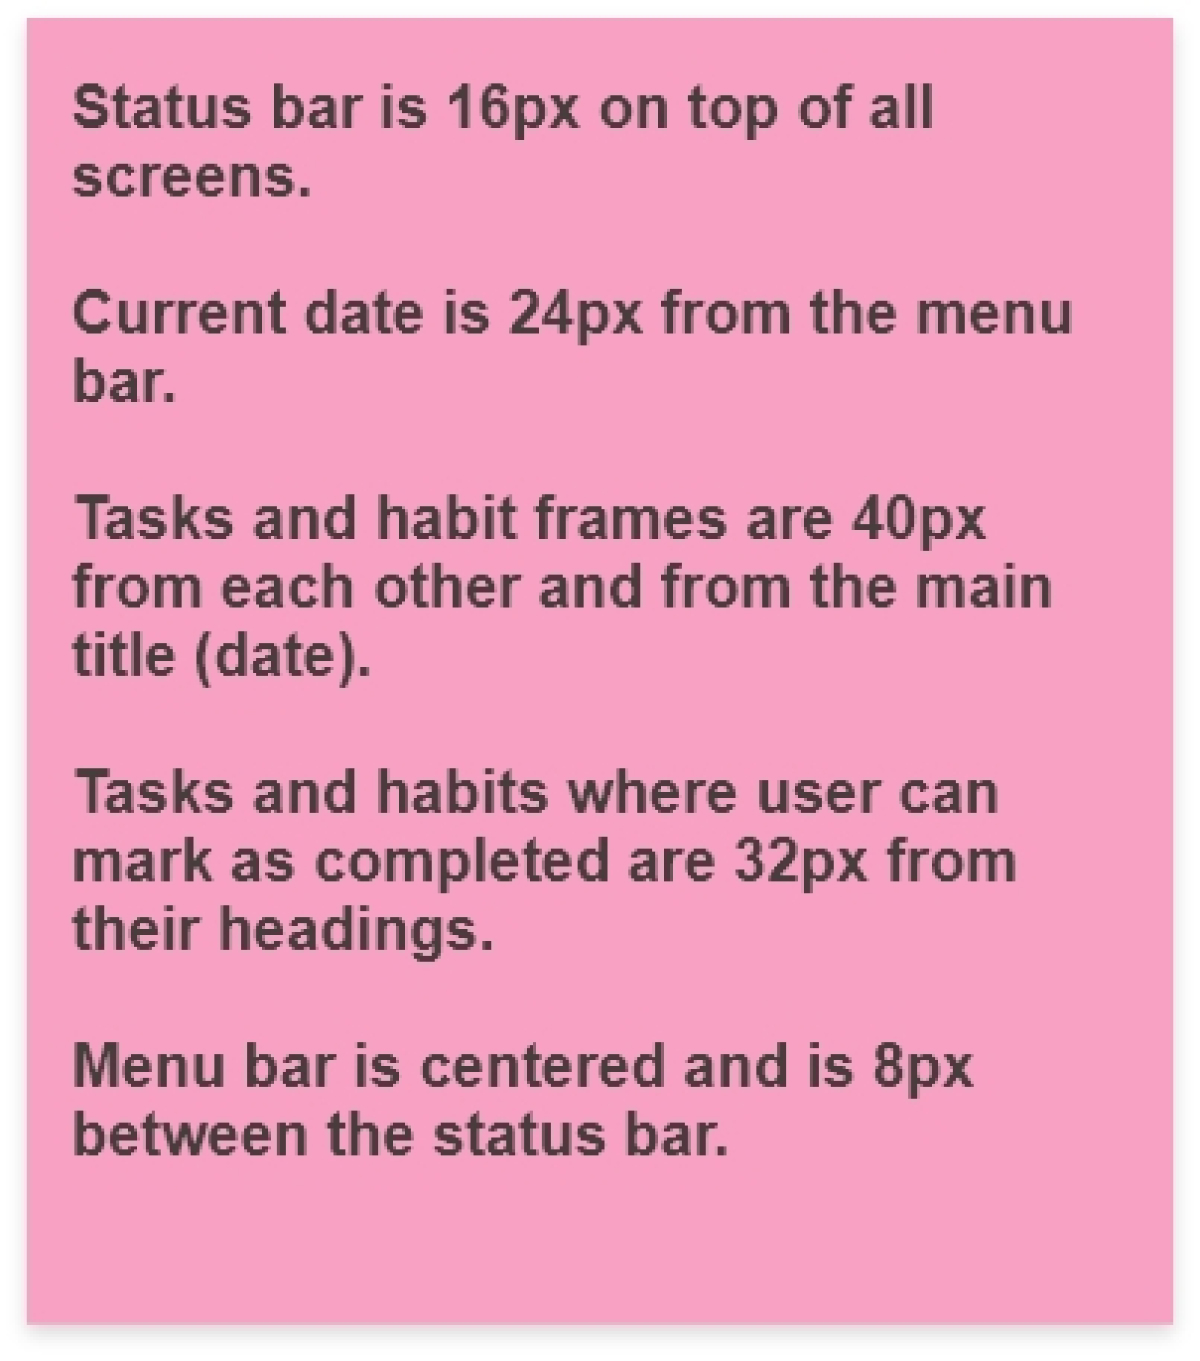 Status bar is 16px on top of all
screens.
Current date is 24px from the menu
bar.
Tasks and habit frames are 40px
from each other and from the main
title (date).
Tasks and habits where user can
mark as completed are 32px from
their headings.
Menu bar is centered and is 8px
between the status bar.